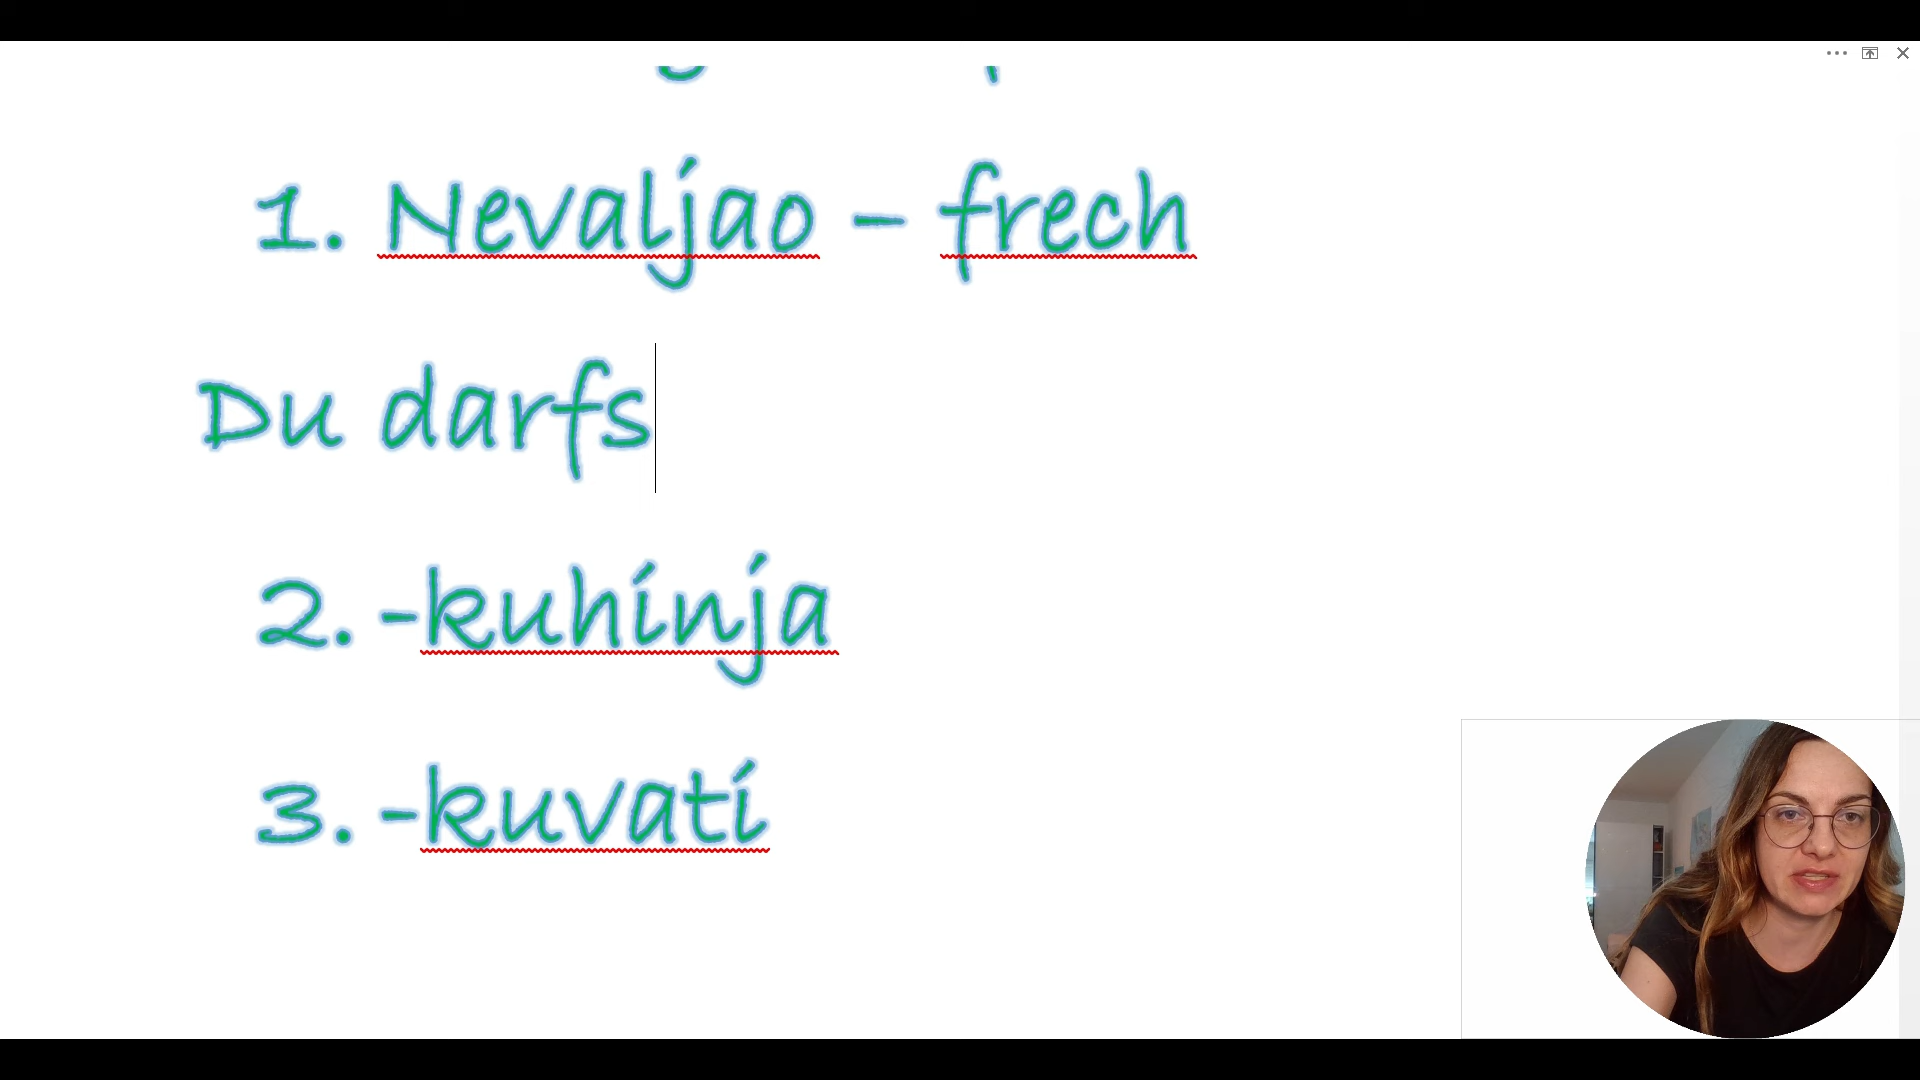 1. Nevaljao – frech
Du darfs
2. -kuhinja
3. -kuvati